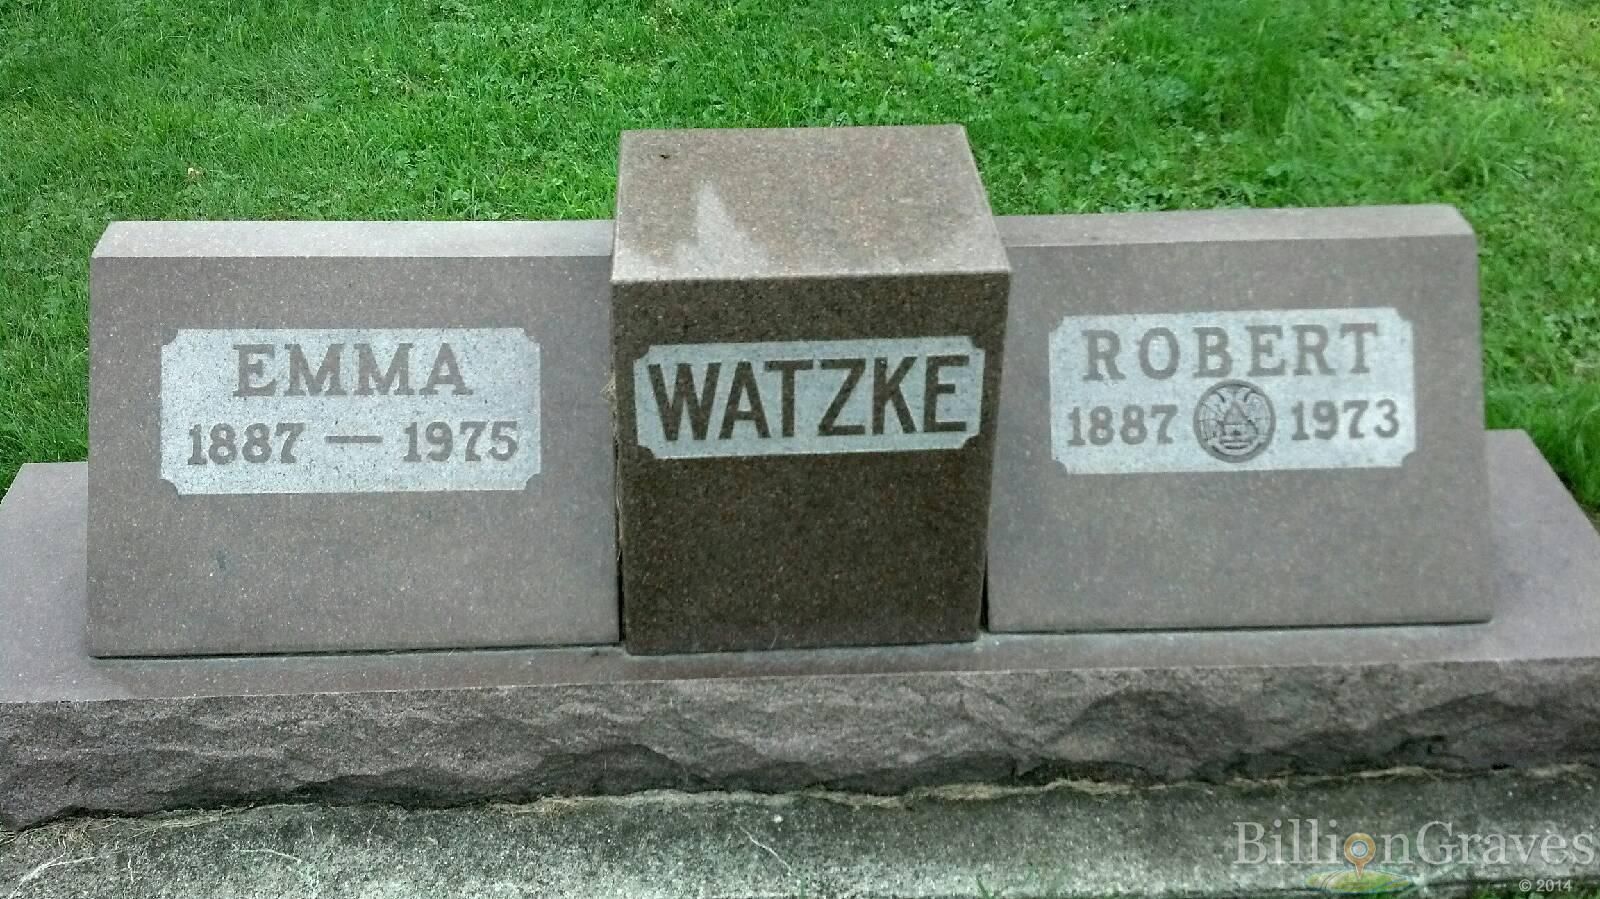 EMMA
1887 — 1975
WATZKE
ROBERT
1887 1973
BillionGraves
© 2014